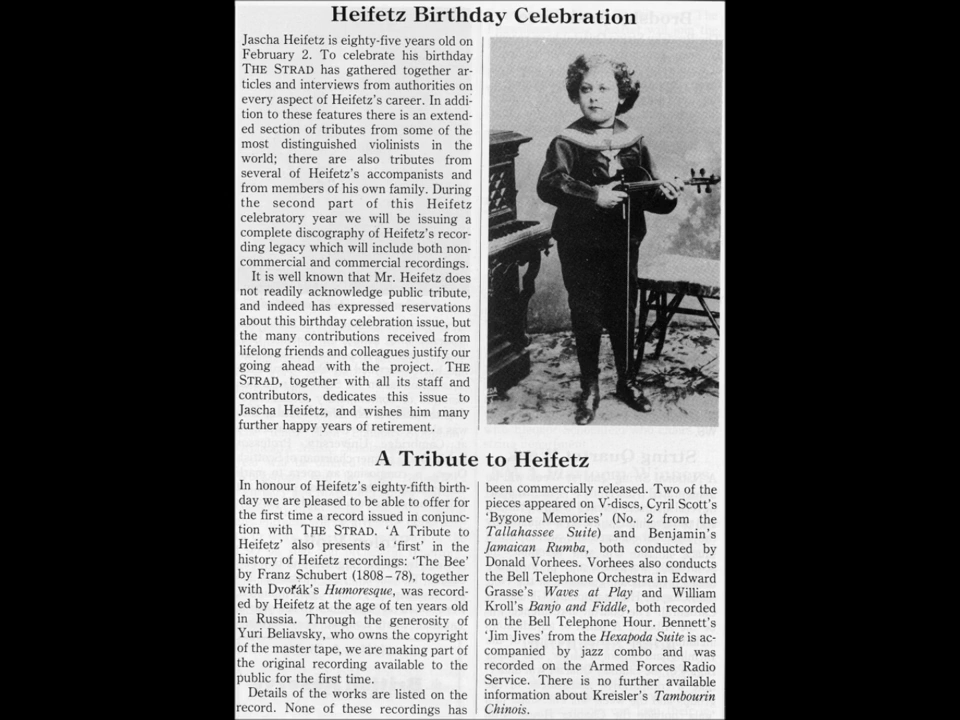 Heifetz Birthday Celebration
Jascha Heifetz is eighty-five years old on
February 2. To celebrate his birthday
THE STRAD has gathered together ar-
ticles and interviews from authorities on
every aspect of Heifetz's career. In addi-
tion to these features there is an extend-
ed section of tributes from some of the
most distinguished violinists in the
world; there are also tributes from
several of Heifetz's accompanists and
from members of his own family. During
the second part of this Heifetz
celebratory year we will be issuing a
complete discography of Heifetz's recor-
ding legacy which will include both non-
commercial and commercial recordings.
It is well known that Mr. Heifetz does
not readily acknowledge public tribute,
and indeed has expressed reservations
about this birthday celebration issue, but
the many contributions received from
lifelong friends and colleagues justify our
going ahead with the project. THE
STRAD, together with all its staff and
contributors, dedicates this issue to
Jascha Heifetz, and wishes him many
further happy years of retirement.
A Tribute to Heifetz
In honour of Heifetz's eighty-fifth birth-
day we are pleased to be able to offer for
the first time a record issued in conjunc-
tion with THE STRAD. 'A Tribute to
Heifetz' also presents a 'first' in the
history of Heifetz recordings: 'The Bee'
by Franz Schubert (1808–78), together
with Dvořák's Humoresque, was record-
ed by Heifetz at the age of ten years old
in Russia. Through the generosity of
Yuri Beliavsky, who owns the copyright
of the master tape, we are making part of
the original recording available to the
public for the first time.
Details of the works are listed on the
record. None of these recordings has
been commercially released. Two of the
pieces appeared on V-discs, Cyril Scott's
'Bygone Memories' (No. 2 from the
Tallahassee Suite) and Benjamin's
Jamaican Rumba, both conducted by
Donald Vorhees. Vorhees also conducts
the Bell Telephone Orchestra in Edward
Grasse's Waves at Play and William
Kroll's Banjo and Fiddle, both recorded
on the Bell Telephone Hour. Bennett's
'Jim Jives' from the Hexapoda Suite is ac-
companied by jazz combo and was
recorded on the Armed Forces Radio
Service. There is no further available
information about Kreisler's Tambourin
Chinois.